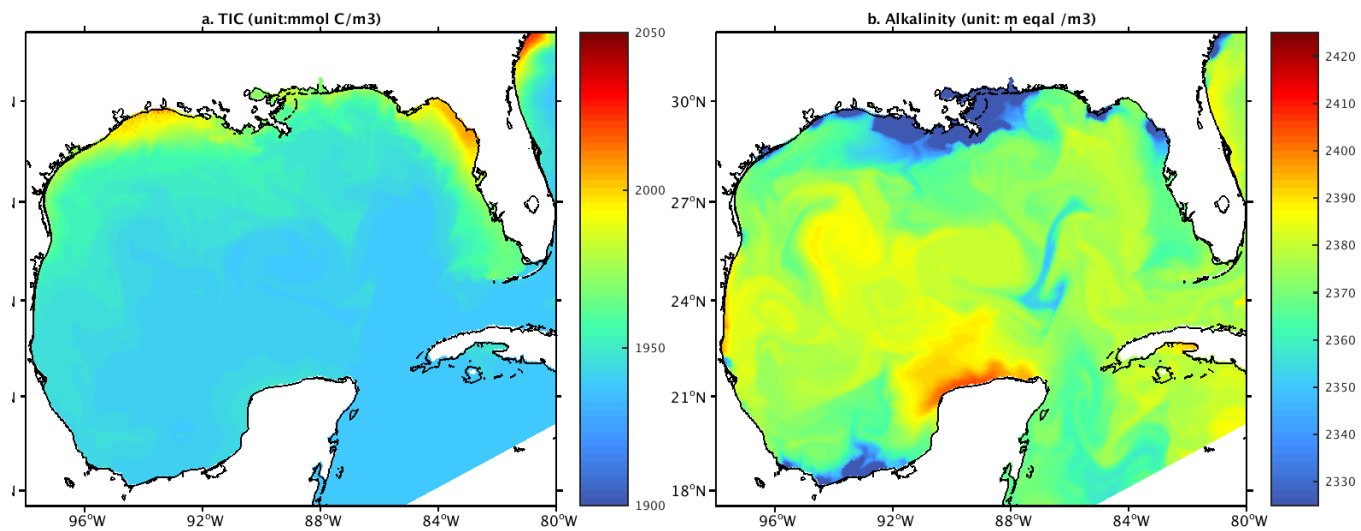 a. TIC (unit:mmol C/m3)
b. Alkalinity (unit: m eqal /m3)
2050
2000
1950
1900
96°W 92°W 88°W 84°W 80°W
30°N
27°N
24°N
21°N
18°N
2420
2410
2400
2390
2380
2370
2360
2350
2340
2330
96°W 92°W 88°W 84°W 80°W